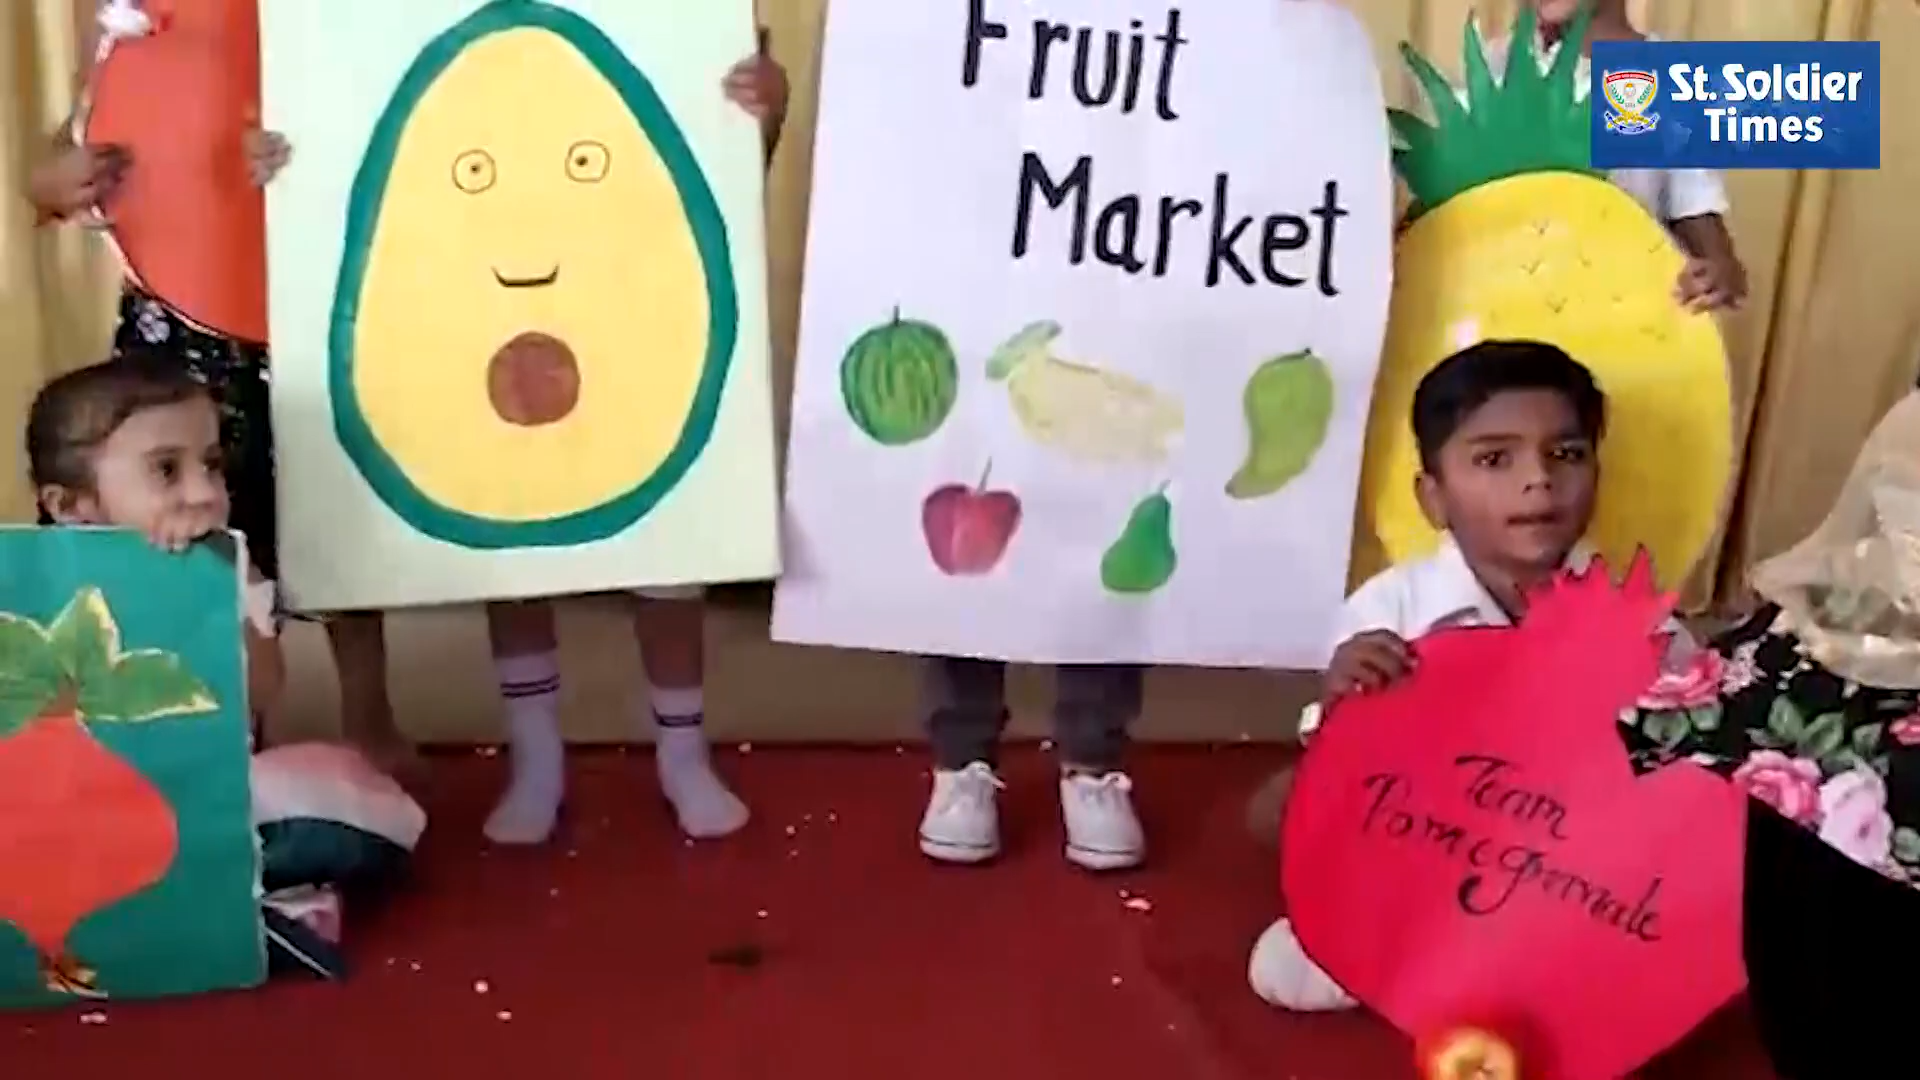 Fruit
Market
St. Soldier
Times
Team
Pomegranate